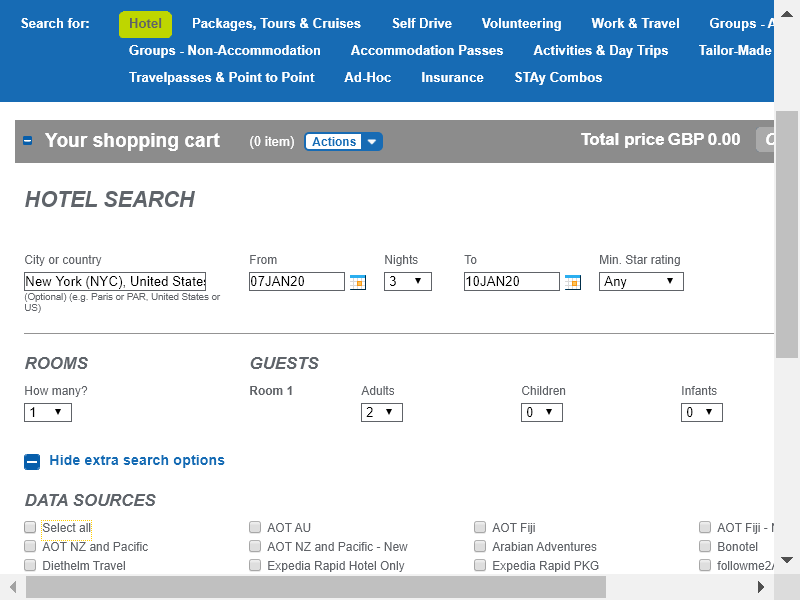 Search for: Hotel Packages, Tours & Cruises Self Drive Volunteering Work & Travel Groups -
Groups - Non-Accommodation Accommodation Passes Activities & Day Trips Tailor-Made
Travelpasses & Point to Point Ad-Hoc Insurance STAy Combos
Your shopping cart (0 item) Actions Total price GBP 0.00
HOTEL SEARCH
City or country From Nights To Min. Star rating
New York (NYC), United States 07JAN20 3 10JAN20 Any
(Optional) (e.g. Paris or PAR, United States or
US)
ROOMS GUESTS
How many? Room 1 Adults Children Infants
1 2 0 0
Hide extra search options
DATA SOURCES
Select all AOT AU AOT Fiji AOT Fiji -
AOT NZ and Pacific AOT NZ and Pacific - New Arabian Adventures Bonotel
Diethelm Travel Expedia Rapid Hotel Only Expedia Rapid PKG followme2